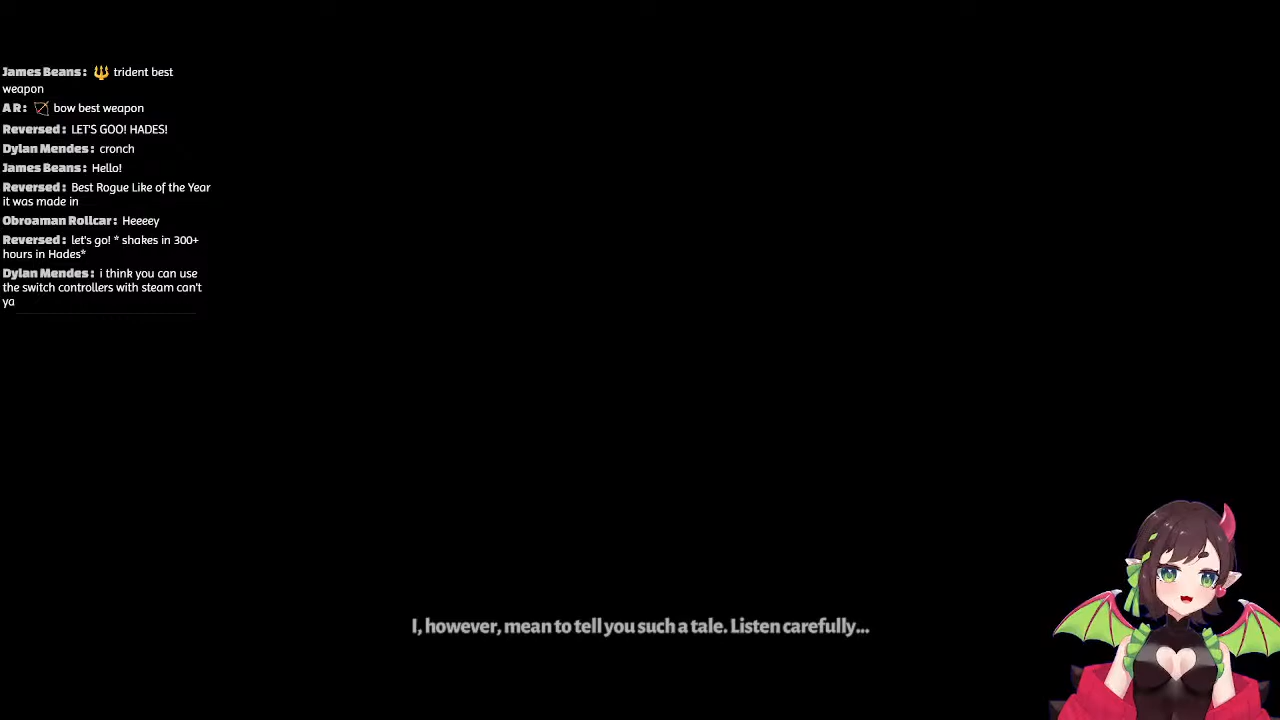 James Beans : 🔱 trident best
weapon
A R : 🏹 bow best weapon
Reversed : LET'S GOO! HADES!
Dylan Mendes : cronch
James Beans : Hello!
Reversed : Best Rogue Like of the Year
it was made in
Obroaman Rollcar : Heeeey
Reversed : let's go! * shakes in 300+
hours in Hades*
Dylan Mendes : i think you can use
the switch controllers with steam can't
ya
I, however, mean to tell you such a tale. Listen carefully...